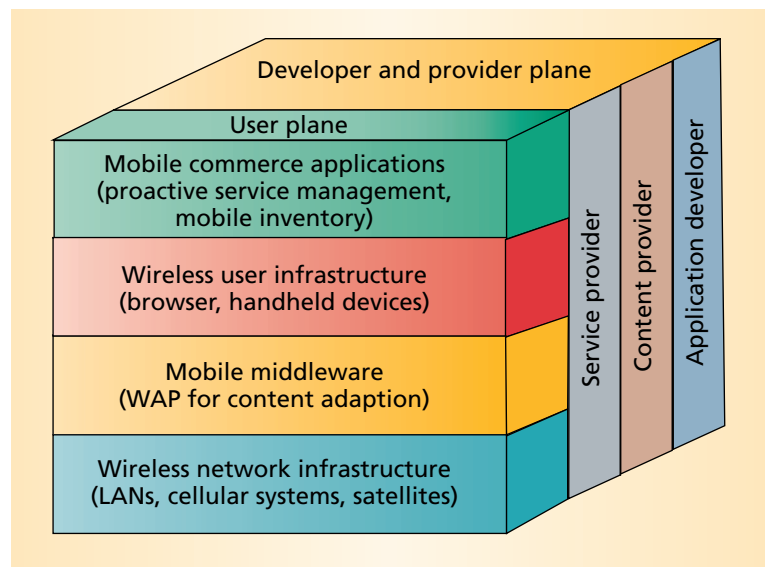 Developer and provider plane
User plane
Mobile commerce applications
(proactive service management,
mobile inventory)
Wireless user infrastructure
(browser, handheld devices)
Mobile middleware
(WAP for content adaption)
Wireless network infrastructure
(LANs, cellular systems, satellites)
Service provider
Content provider
Application developer